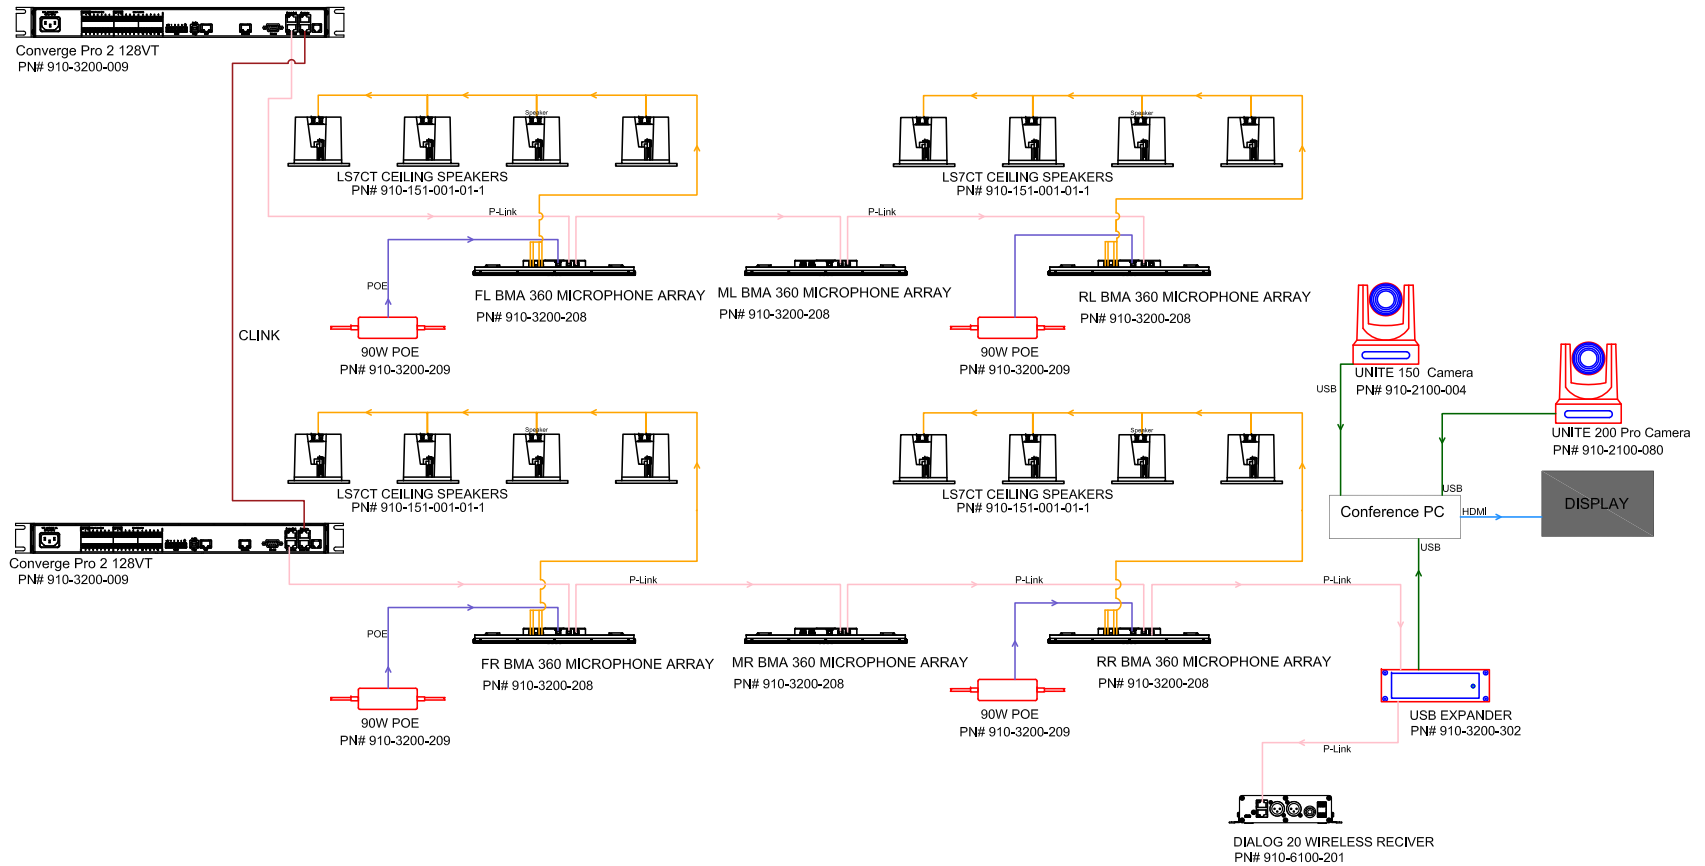 Converge Pro 2 128VT
PN# 910-3200-009
Speaker
LS7CT CEILING SPEAKERS
PN# 910-151-001-01-1
Speaker
LS7CT CEILING SPEAKERS
PN# 910-151-001-01-1
P-Link
P-Link
POE
FL BMA 360 MICROPHONE ARRAY
PN# 910-3200-208
ML BMA 360 MICROPHONE ARRAY
PN# 910-3200-208
RL BMA 360 MICROPHONE ARRAY
PN# 910-3200-208
CLINK
90W POE
PN# 910-3200-209
90W POE
PN# 910-3200-209
UNITE 150 Camera
PN# 910-2100-004
USB
UNITE 200 Pro Camera
PN# 910-2100-080
USB
Speaker
LS7CT CEILING SPEAKERS
PN# 910-151-001-01-1
Speaker
LS7CT CEILING SPEAKERS
PN# 910-151-001-01-1
Conference PC
HDMI
DISPLAY
USB
Converge Pro 2 128VT
PN# 910-3200-009
P-Link
P-Link
P-Link
POE
FR BMA 360 MICROPHONE ARRAY
PN# 910-3200-208
MR BMA 360 MICROPHONE ARRAY
PN# 910-3200-208
RR BMA 360 MICROPHONE ARRAY
PN# 910-3200-208
90W POE
PN# 910-3200-209
90W POE
PN# 910-3200-209
USB EXPANDER
PN# 910-3200-302
P-Link
DIALOG 20 WIRELESS RECIVER
PN# 910-6100-201